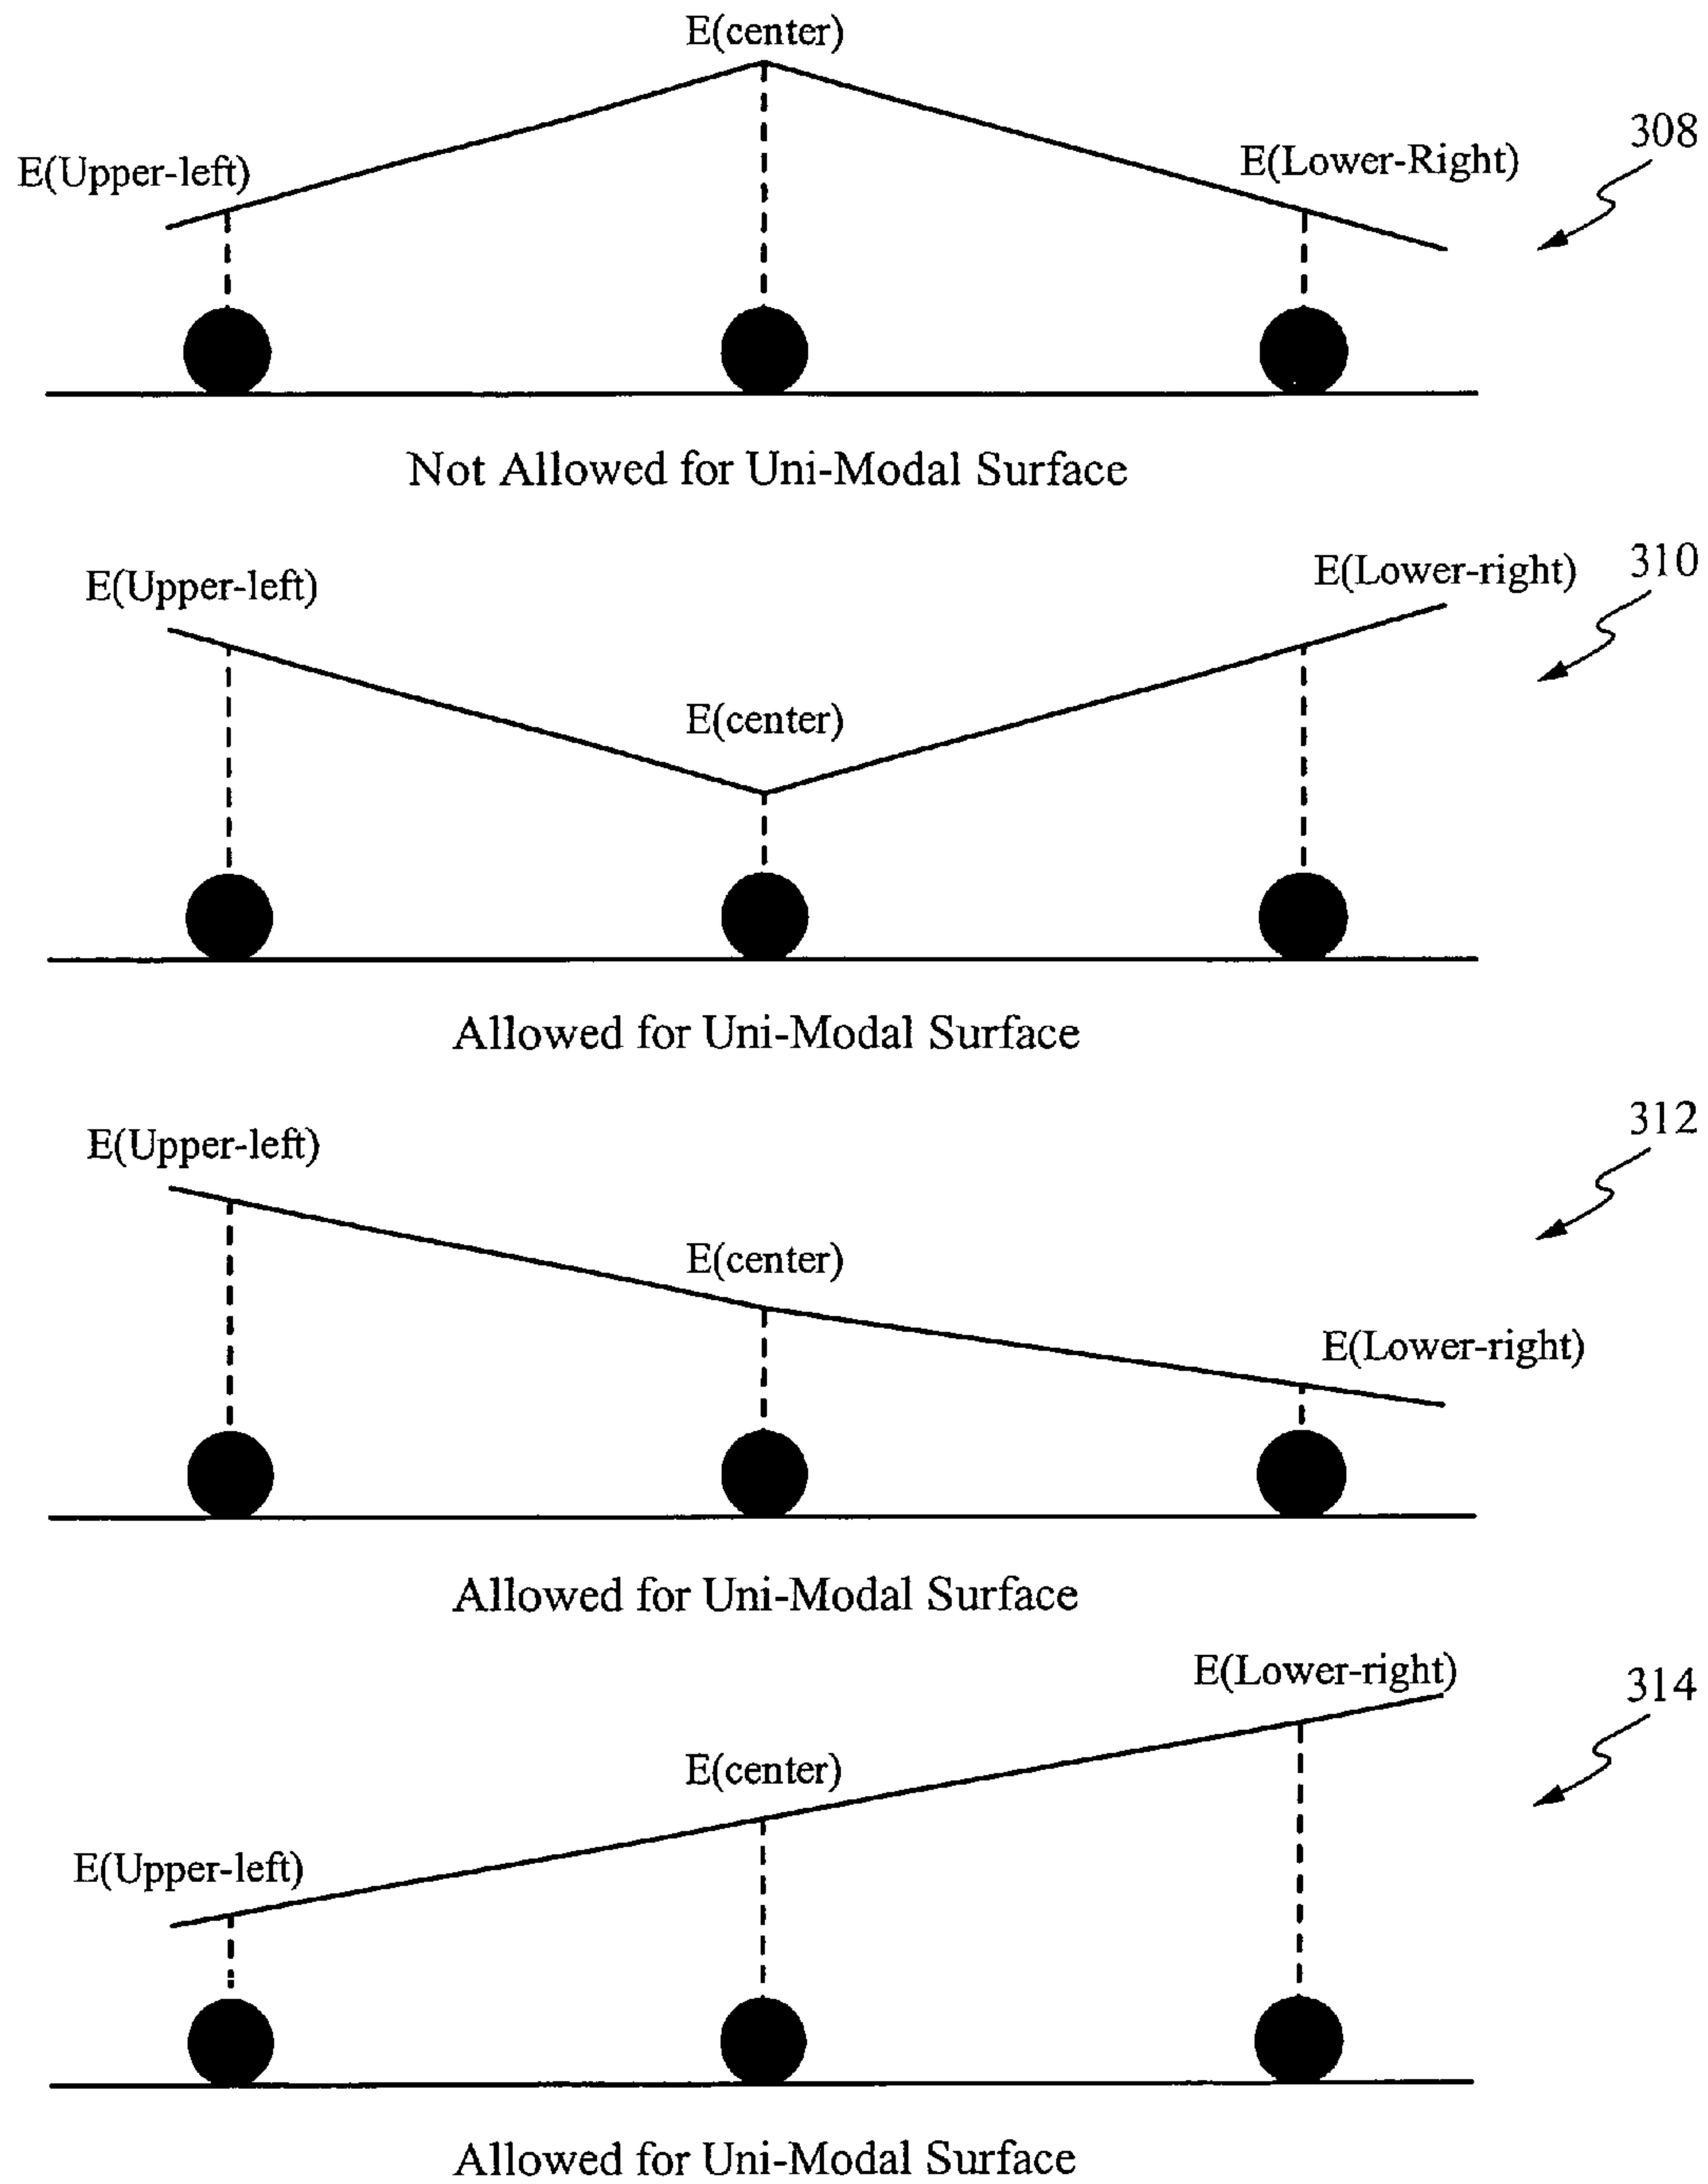 E(center)
308
E(Upper-left)
E(Lower-Right)
Not Allowed for Uni-Modal Surface
310
E(Upper-left)
E(Lower-right)
E(center)
Allowed for Uni-Modal Surface
312
E(Upper-left)
E(center)
E(Lower-right)
Allowed for Uni-Modal Surface
E(Lower-right)
314
E(center)
E(Upper-left)
Allowed for Uni-Modal Surface